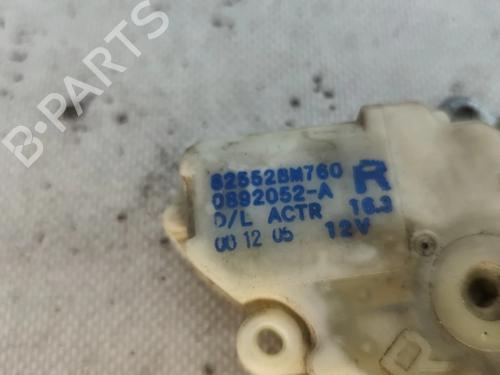 B-PARTS
82552BM760
0892052-A
R
D/L ACTR 16.3
00 12 05 12V
R